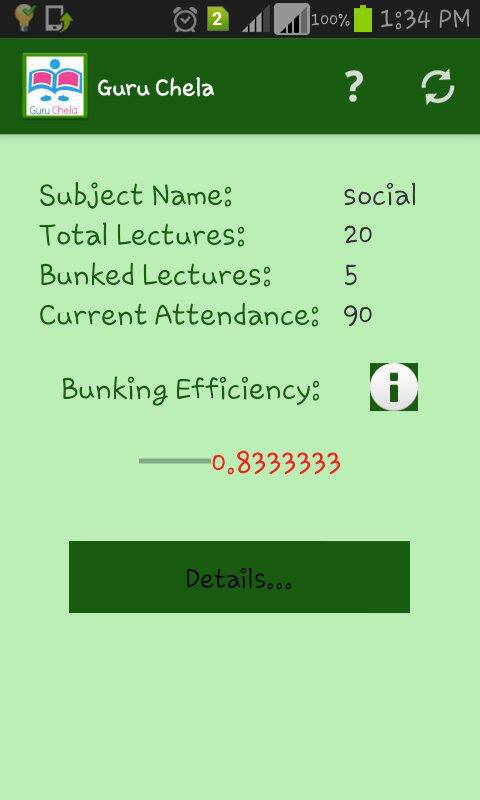 2 100% 1:34 PM
Guru Chela Guru Chela ?
Subject Name: social
Total Lectures: 20
Bunked Lectures: 5
Current Attendance: 90
Bunking Efficiency: i
0.8333333
Details...